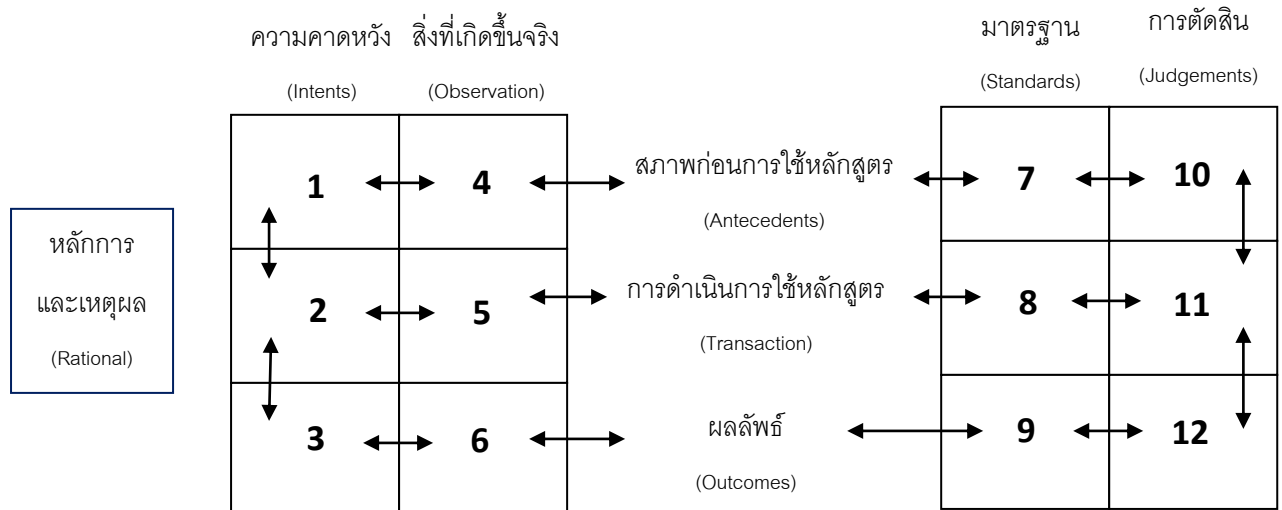 ความคาดหวัง สิ่งที่เกิดขึ้นจริง
(Intents) (Observation)
มาตรฐาน การตัดสิน
(Standards) (Judgements)
หลักการ
และเหตุผล
(Rational)
1 4 สภาพก่อนการใช้หลักสูตร 7 10
(Antecedents)
2 5 การดำเนินการใช้หลักสูตร 8 11
(Transaction)
3 6 ผลลัพธ์ 9 12
(Outcomes)